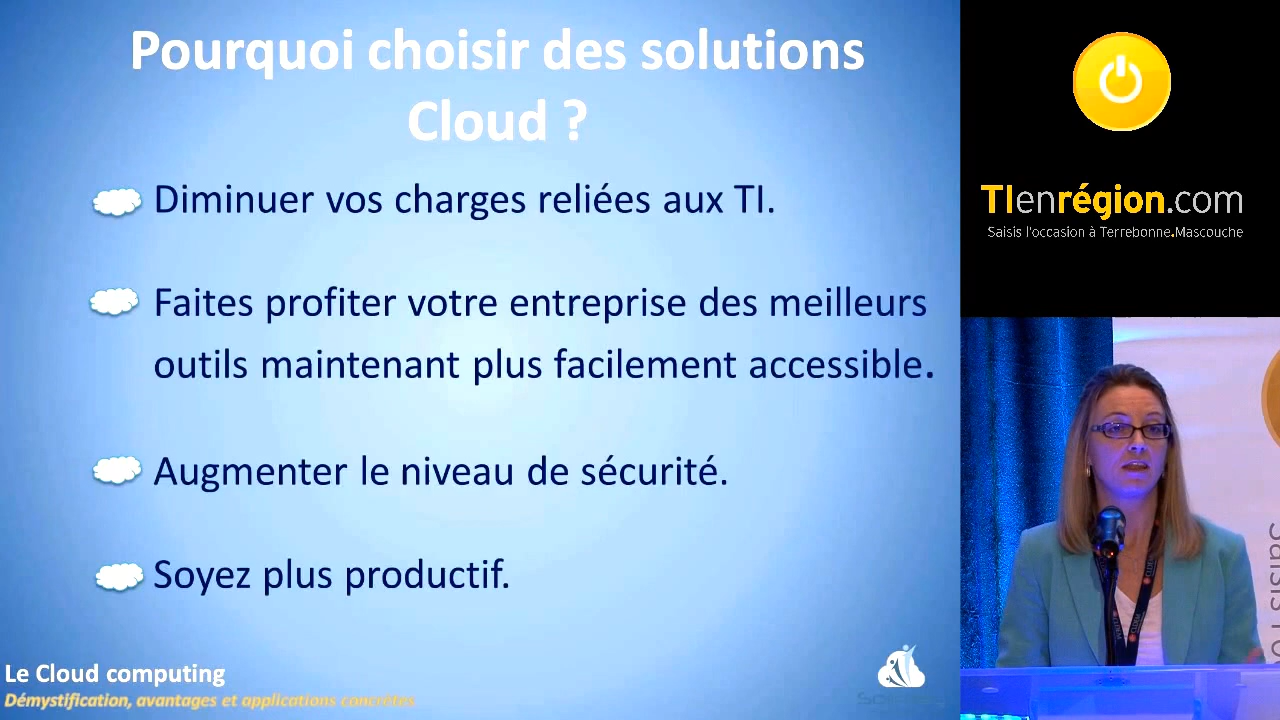 Pourquoi choisir des solutions
Cloud ?
Diminuer vos charges reliées aux TI.
Faites profiter votre entreprise des meilleurs
outils maintenant plus facilement accessible.
Augmenter le niveau de sécurité.
Soyez plus productif.
Le Cloud computing
Démystification, avantages et applications concrètes
TIenrégion.com
Saisis l'occasion à Terrebonne.Mascouche